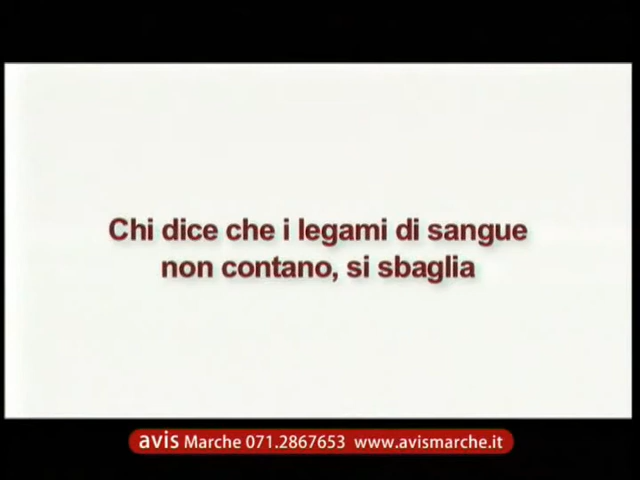 Chi dice che i legami di sangue
non contano, si sbaglia
avis Marche 071.2867653 www.avismarche.it